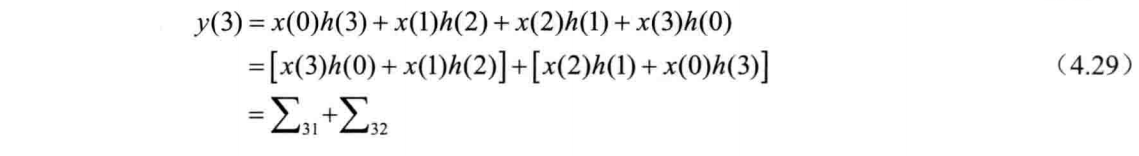 y(3) = x(0)h(3) + x(1)h(2) + x(2)h(1) + x(3)h(0)
= [x(3)h(0) + x(1)h(2)] + [x(2)h(1) + x(0)h(3)] （4.29）
= ∑₃₁ + ∑₃₂